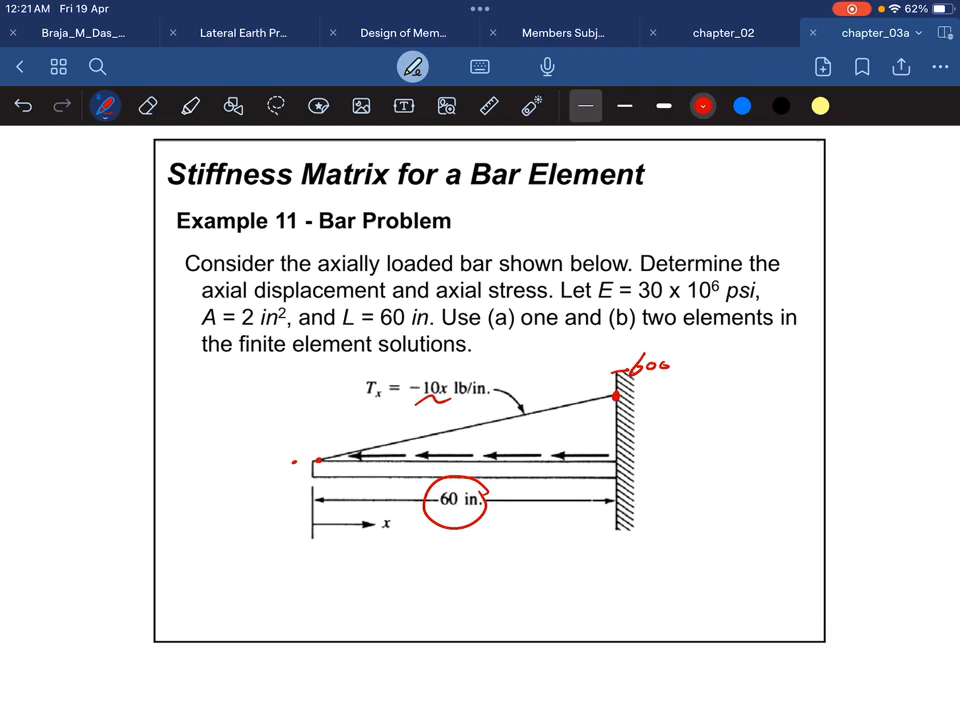 12:21AM Fri 19 Apr
62%
Braja_M_Das_...
Lateral Earth Pr...
Design of Mem...
Members Subj...
chapter_02
chapter_03a
Stiffness Matrix for a Bar Element
Example 11 - Bar Problem
Consider the axially loaded bar shown below. Determine the
axial displacement and axial stress. Let E = 30 x 10⁶ psi,
A = 2 in², and L = 60 in. Use (a) one and (b) two elements in
the finite element solutions.
-600
Tₓ = −10x lb/in.
60 in.
x